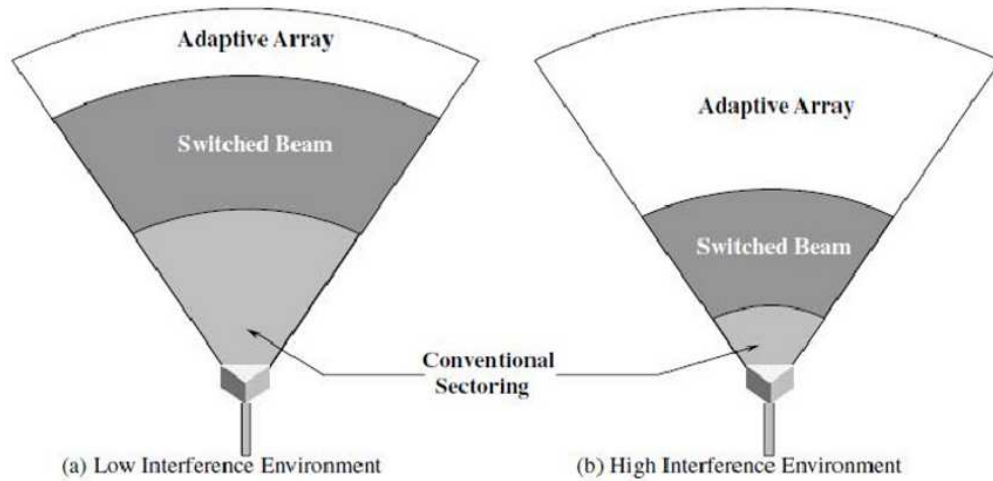 Adaptive Array
Switched Beam
Adaptive Array
Switched Beam
Conventional
Sectoring
(a) Low Interference Environment
(b) High Interference Environment